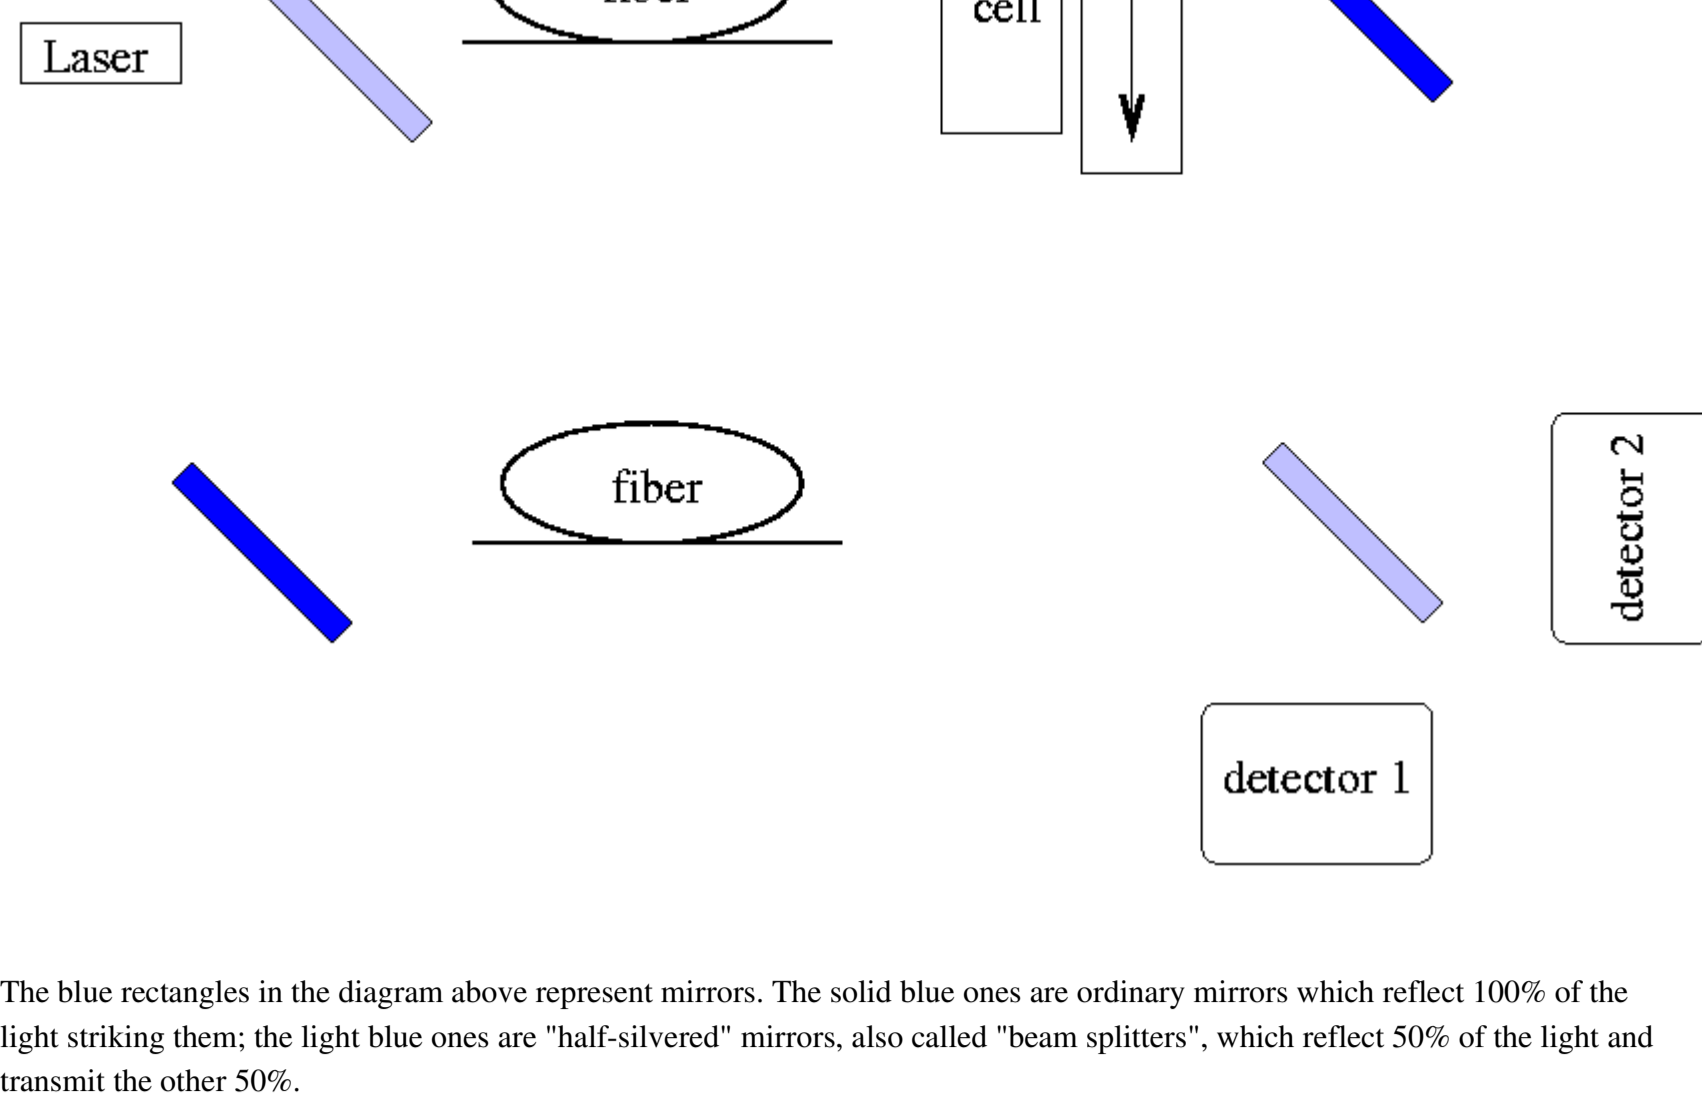 fiber
cell
Laser
fiber
detector 2
detector 1
The blue rectangles in the diagram above represent mirrors. The solid blue ones are ordinary mirrors which reflect 100% of the
light striking them; the light blue ones are "half-silvered" mirrors, also called "beam splitters", which reflect 50% of the light and
transmit the other 50%.